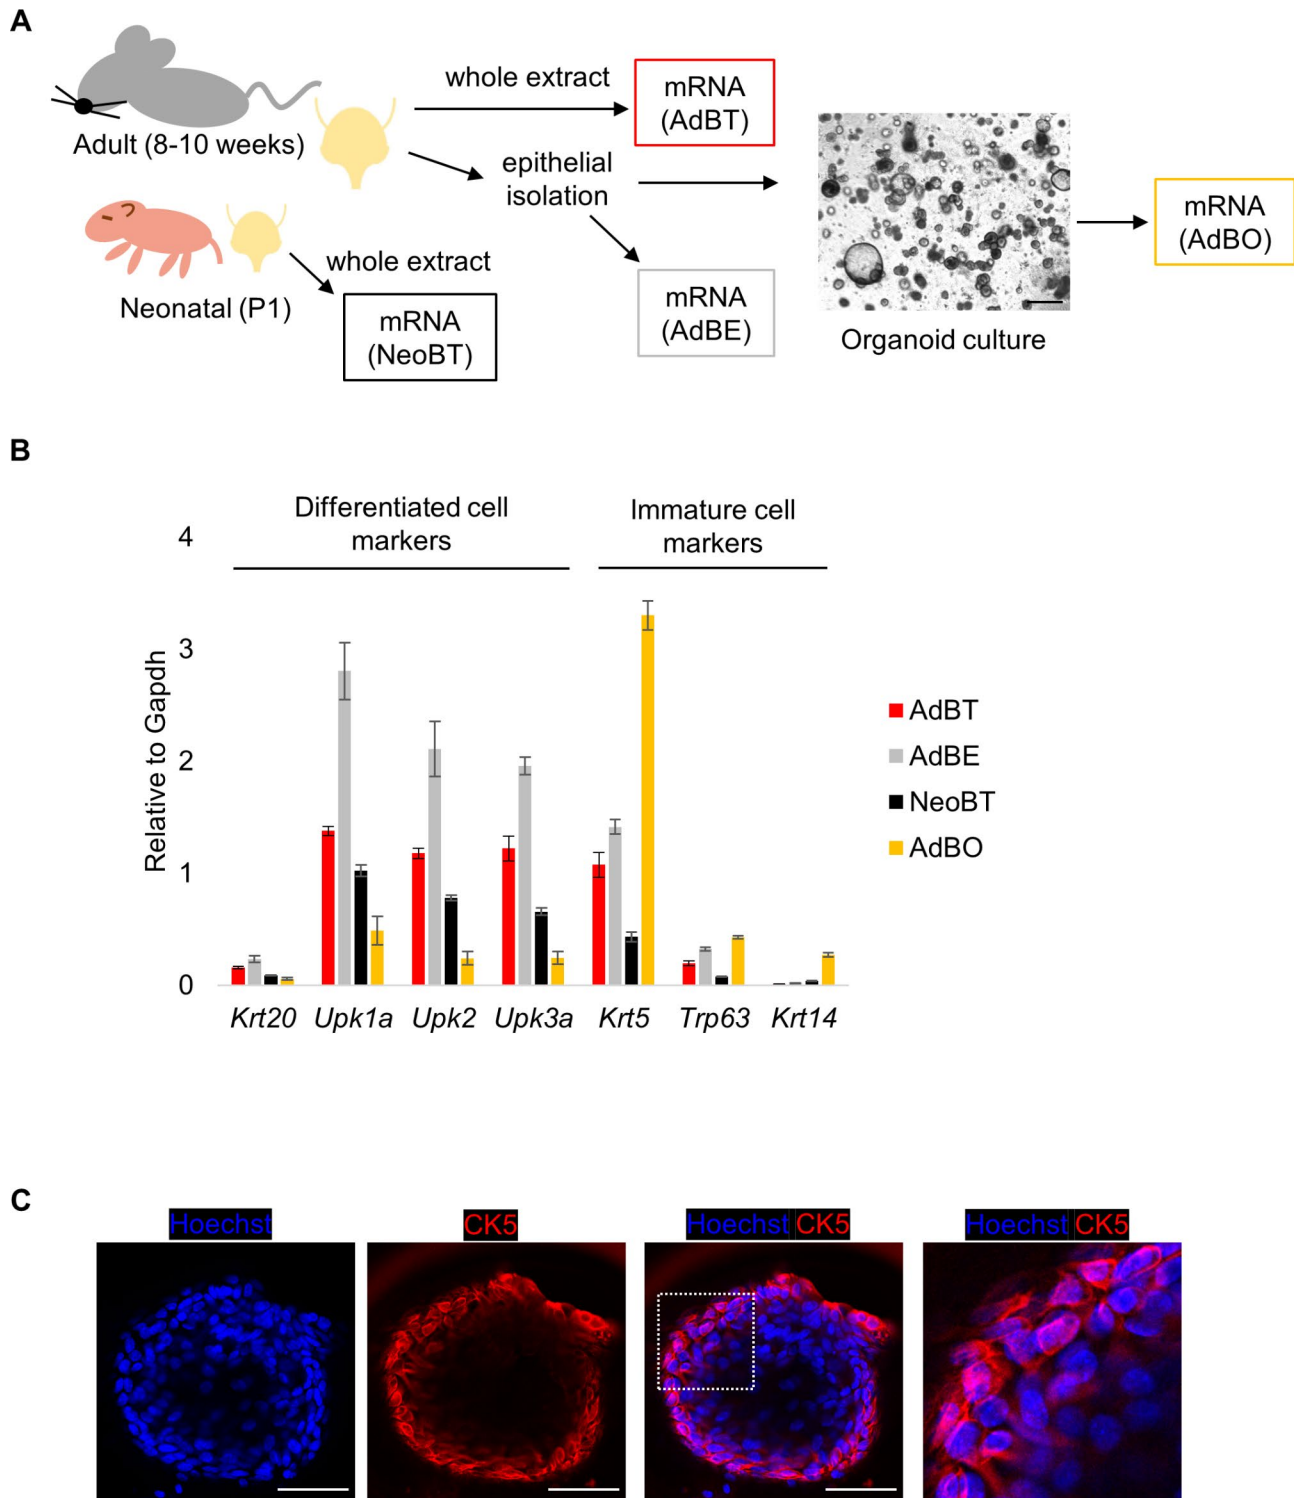 A
Adult (8-10 weeks)
whole extract
mRNA
(AdBT)
epithelial
isolation
mRNA
(AdBE)
Organoid culture
mRNA
(AdBO)
Neonatal (P1)
whole extract
mRNA
(NeoBT)
B
Differentiated cell
markers
Immature cell
markers
Relative to Gapdh
4
3
2
1
0
Krt20 Upk1a Upk2 Upk3a Krt5 Trp63 Krt14
AdBT
AdBE
NeoBT
AdBO
C
Hoechst
CK5
Hoechst CK5
Hoechst CK5